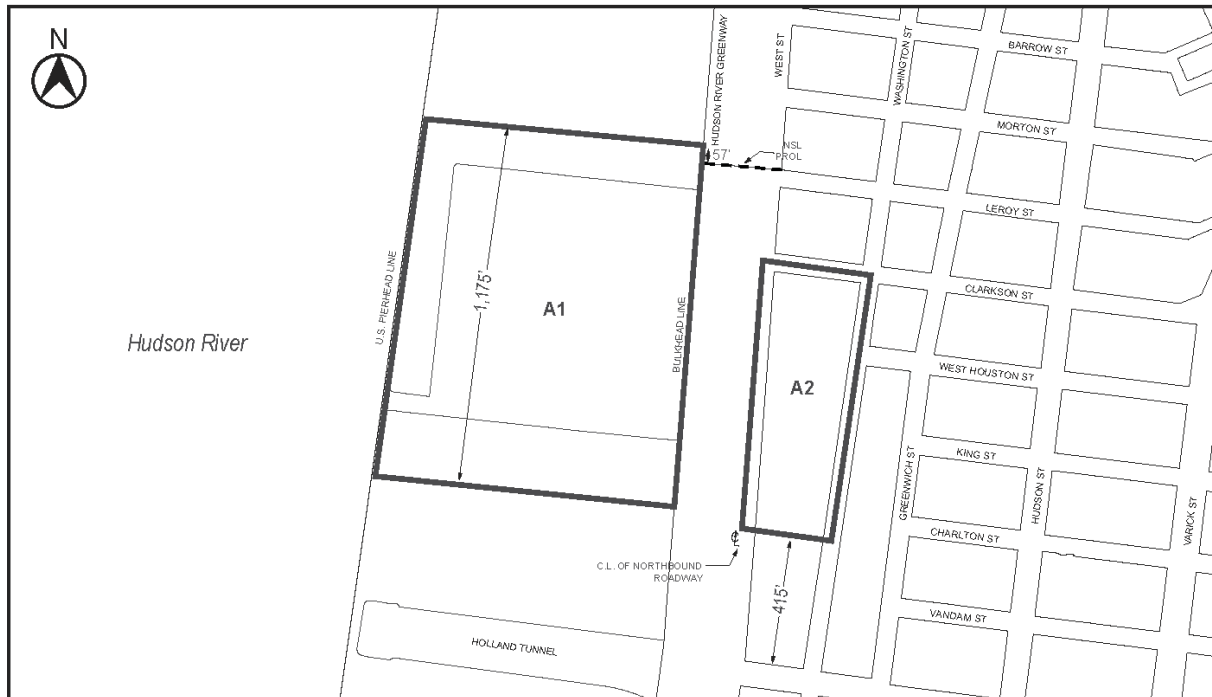 N
HUDSON RIVER GREENWAY
WEST ST
WASHINGTON ST
BARROW ST
MORTON ST
57'
NSL
PROL
LEROY ST
U.S. PIERHEAD LINE
1,175'
A1
BULKHEAD LINE
CLARKSON ST
Hudson River
WEST HOUSTON ST
A2
KING ST
GREENWICH ST
HUDSON ST
VARICK ST
CHARLTON ST
C.L. OF NORTHBOUND
ROADWAY
415'
VANDAM ST
HOLLAND TUNNEL